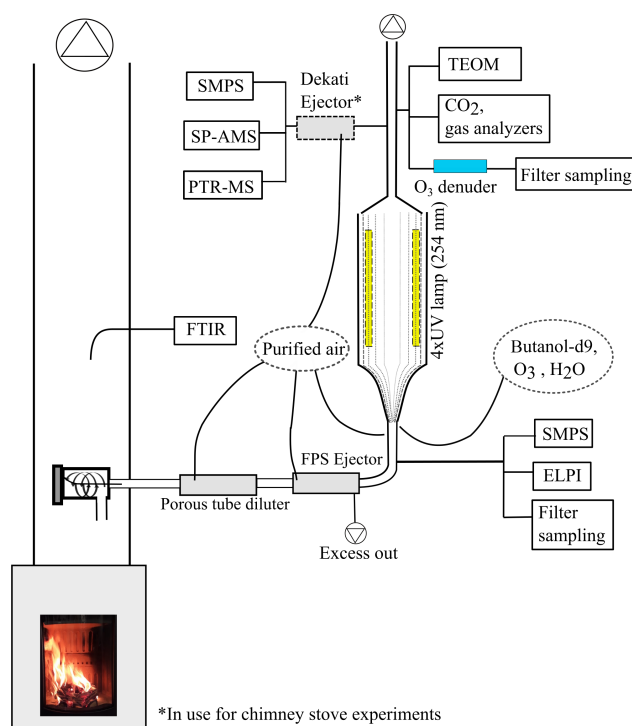 SMPS
SP-AMS
PTR-MS
Dekati
Ejector*
TEOM
CO2,
gas analyzers
O3 denuder
Filter sampling
4xUV lamp (254 nm)
FTIR
Purified air
Butanol-d9,
O3 , H2O
FPS Ejector
Porous tube diluter
Excess out
SMPS
ELPI
Filter
sampling
*In use for chimney stove experiments